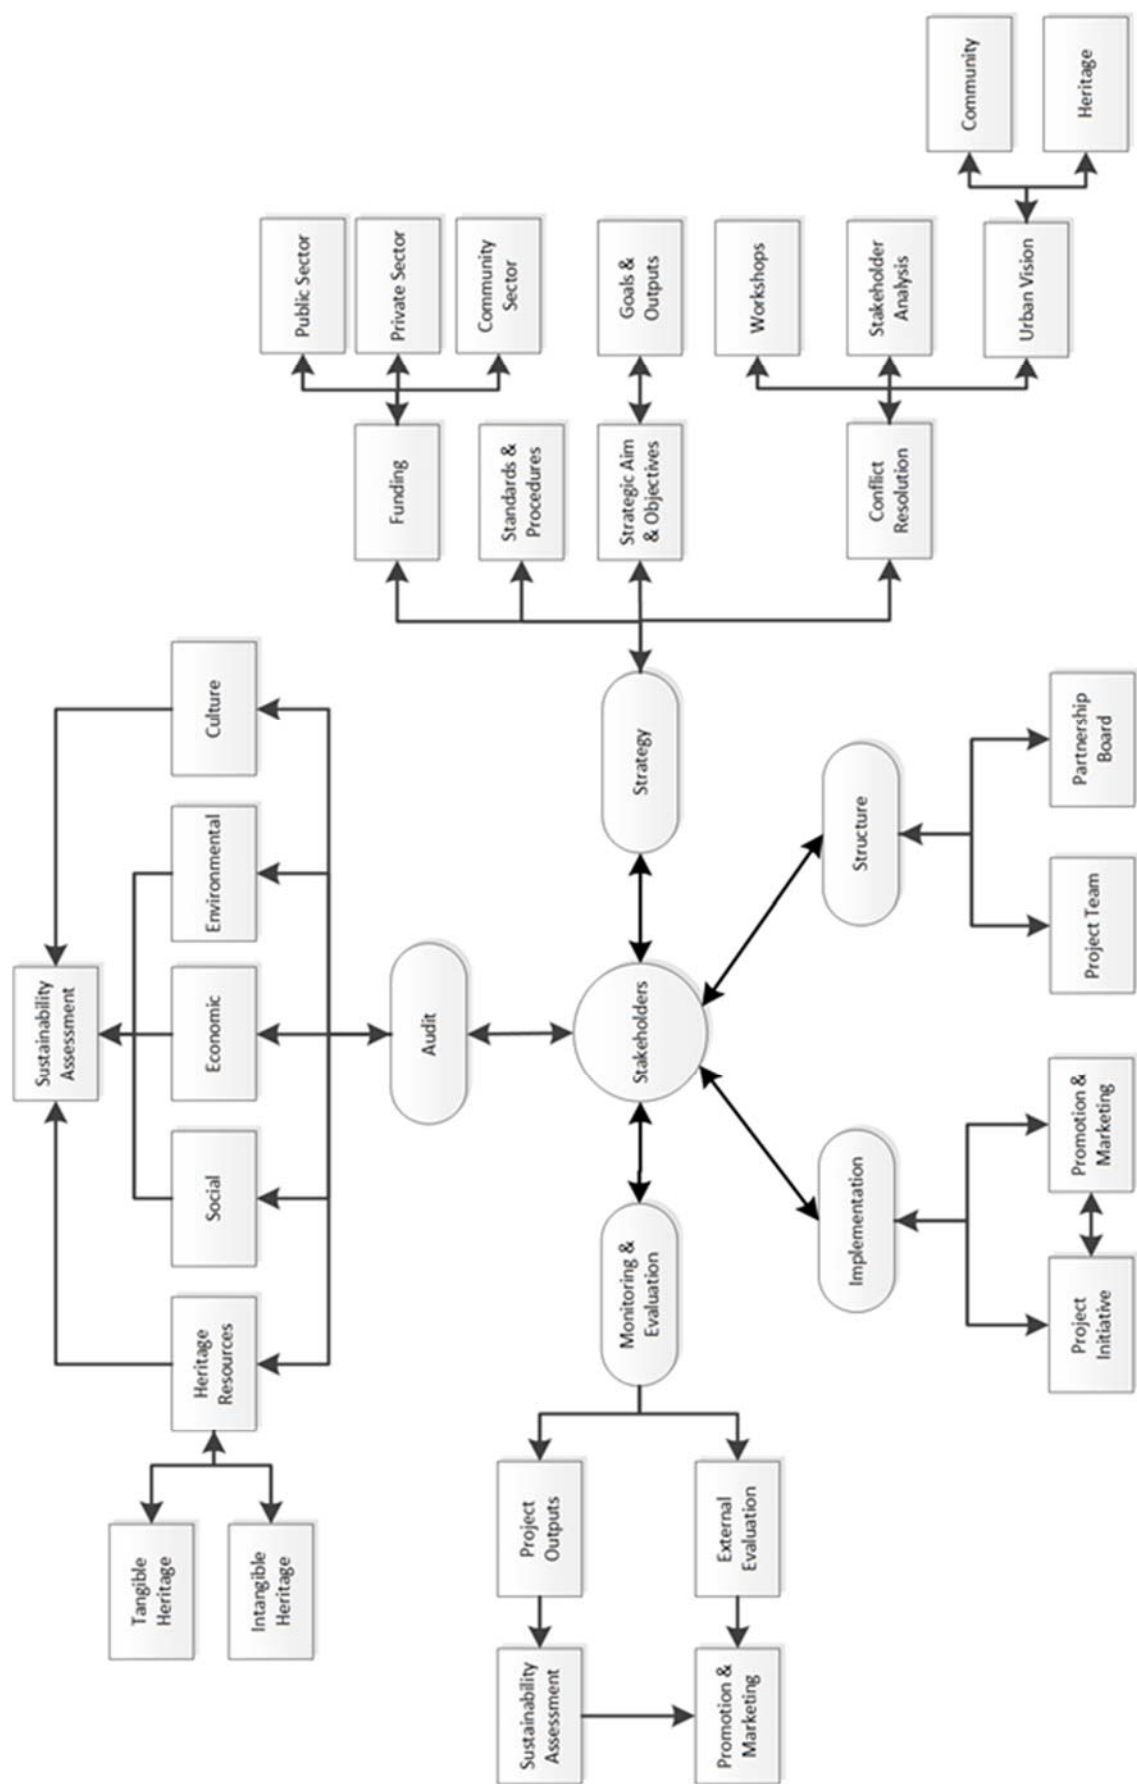 Tangible
Heritage
Intangible
Heritage
Heritage
Resources
Social
Economic
Environmental
Culture
Sustainability
Assessment
Audit
Stakeholders
Strategy
Funding
Public Sector
Private Sector
Community
Sector
Standards &
Procedures
Strategic Aim
& Objectives
Goals &
Outputs
Conflict
Resolution
Workshops
Stakeholder
Analysis
Urban Vision
Community
Heritage
Structure
Project Team
Partnership
Board
Implementation
Project
Initiative
Promotion &
Marketing
Monitoring &
Evaluation
Project
Outputs
External
Evaluation
Sustainability
Assessment
Promotion &
Marketing